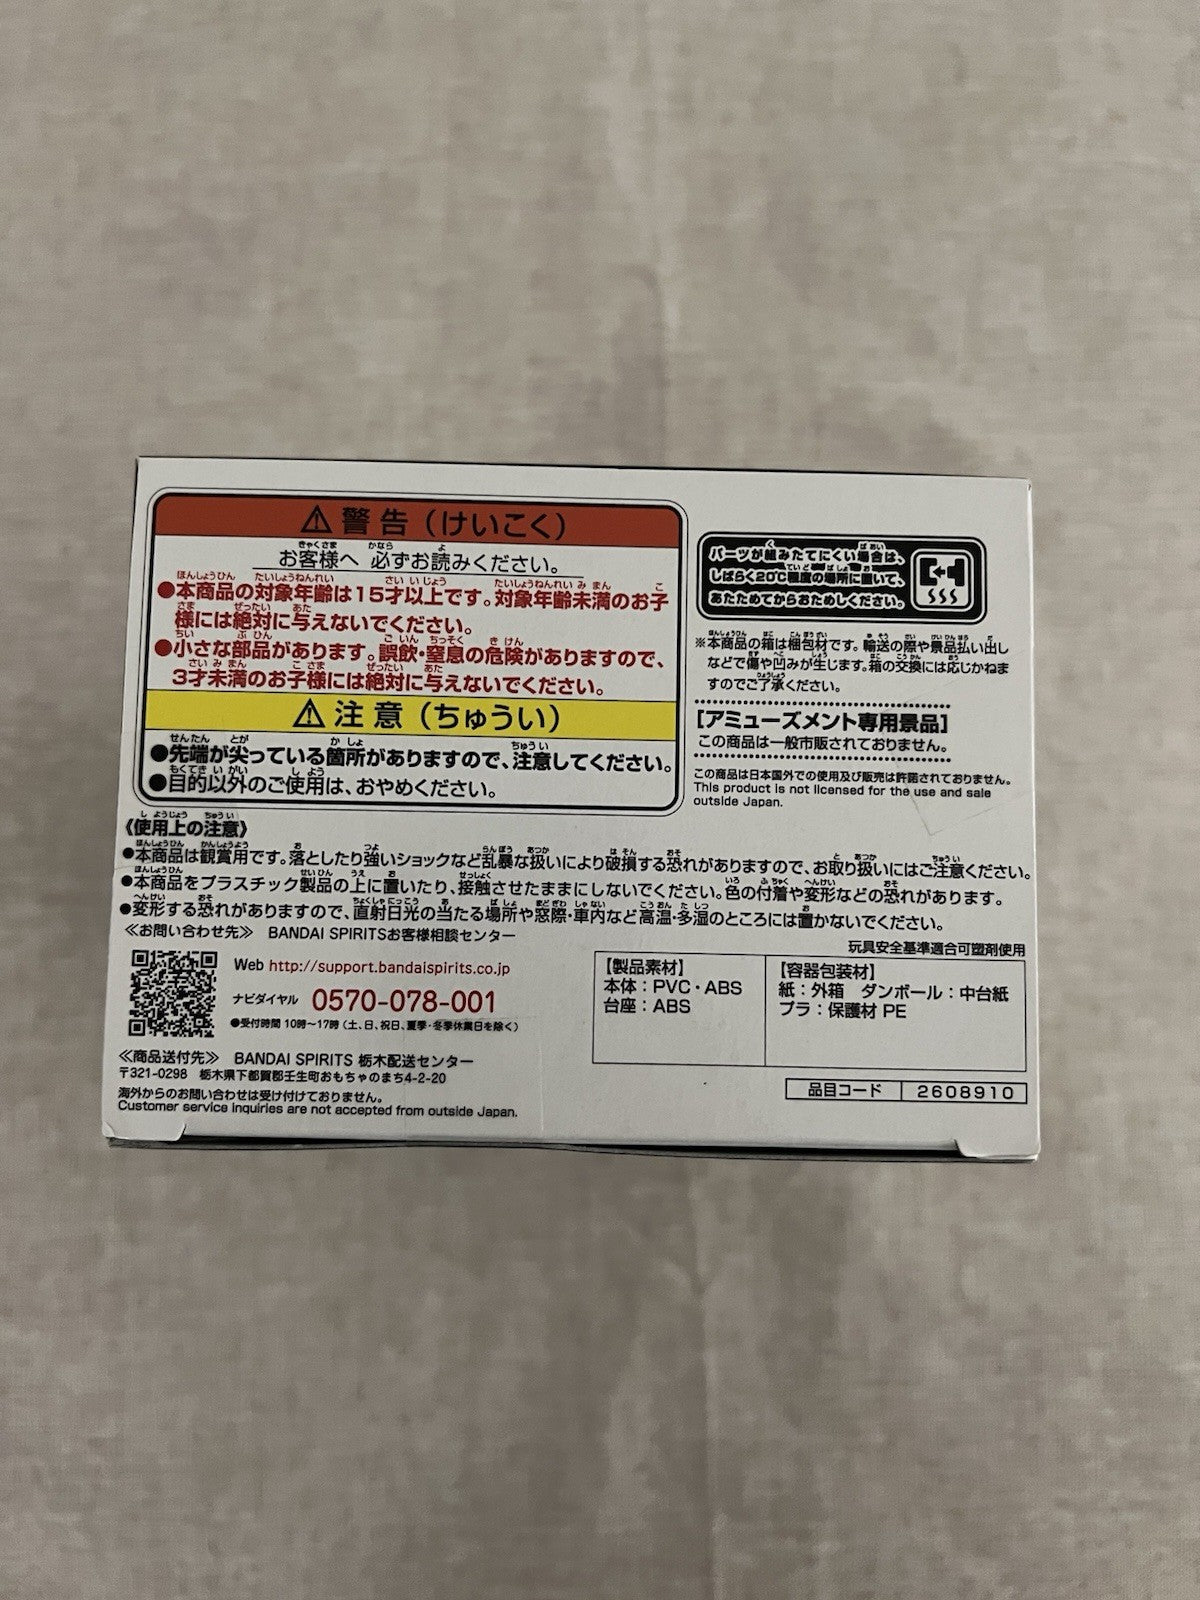 ⚠警告（けいこく）
お客様へ 必ずお読みください。
●本商品の対象年齢は15才以上です。対象年齢未満のお子
様には絶対に与えないでください。
●小さな部品があります。誤飲・窒息の危険がありますので、
3才未満のお子様には絶対に与えないでください。
⚠注意（ちゅうい）
●先端が尖っている箇所がありますので、注意してください。
●目的以外のご使用は、おやめください。
パーツが組みたてにくい場合は、
しばらく20℃程度の場所に置いて、
あたためてからおためしください。
※本商品の箱は梱包材です。輸送の際や景品払い出し
などで傷や凹みが生じます。箱の交換には応じかねま
すのでご了承ください。
［アミューズメント専用景品］
この商品は一般市販されておりません。
この商品は日本国外での使用及び販売は許諾されておりません。
This product is not licensed for the use and sale
outside Japan.
《使用上の注意》
●本商品は観賞用です。落としたり強いショックなど乱暴な扱いにより破損する恐れがありますので、お取り扱いにはご注意ください。
●本商品をプラスチック製品の上に置いたり、接触させたままにしないでください。色の付着や変形などの恐れがあります。
●変形する恐れがありますので、直射日光の当たる場所や窓際・車内など高温・多湿のところには置かないでください。
≪お問い合わせ先≫ BANDAI SPIRITSお客様相談センター
Web http://support.bandaispirits.co.jp
ナビダイヤル 0570-078-001
●受付時間 10時〜17時（土、日、祝日、夏季・冬季休業日を除く）
≪商品送付先≫ BANDAI SPIRITS 栃木配送センター
〒321-0298 栃木県下都賀郡壬生町おもちゃのまち4-2-20
海外からのお問い合わせは受け付けておりません。
Customer service inquiries are not accepted from outside Japan.
玩具安全基準適合可塑剤使用
【製品素材】
本体：PVC・ABS
台座：ABS
【容器包装材】
紙：外箱 ダンボール：中台紙
プラ：保護材 PE
品目コード 2608910